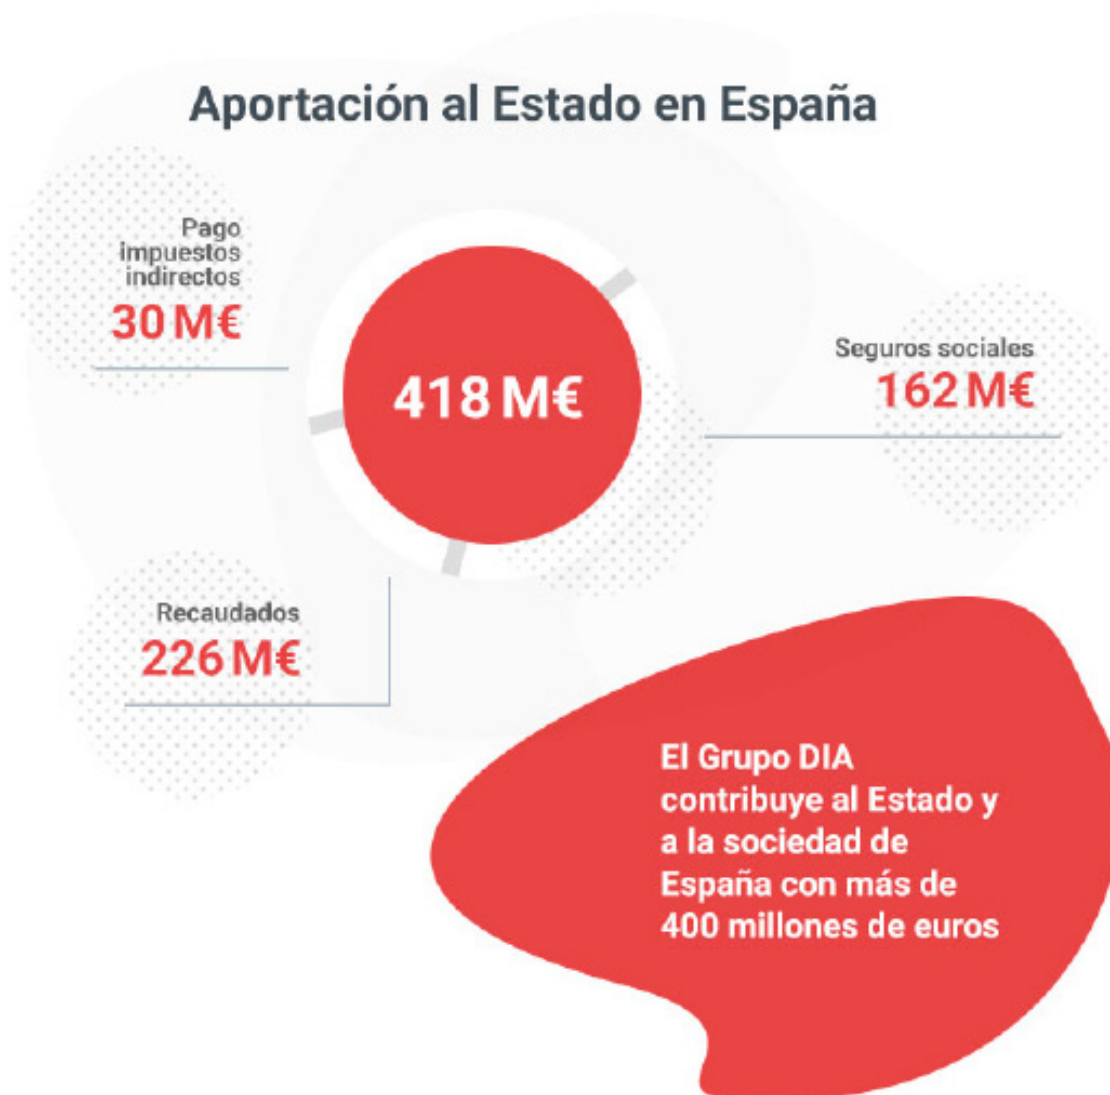 Aportación al Estado en España
Pago
impuestos
indirectos
30 M€
418 M€
Seguros sociales
162 M€
Recaudados
226 M€
El Grupo DIA
contribuye al Estado y
a la sociedad de
España con más de
400 millones de euros